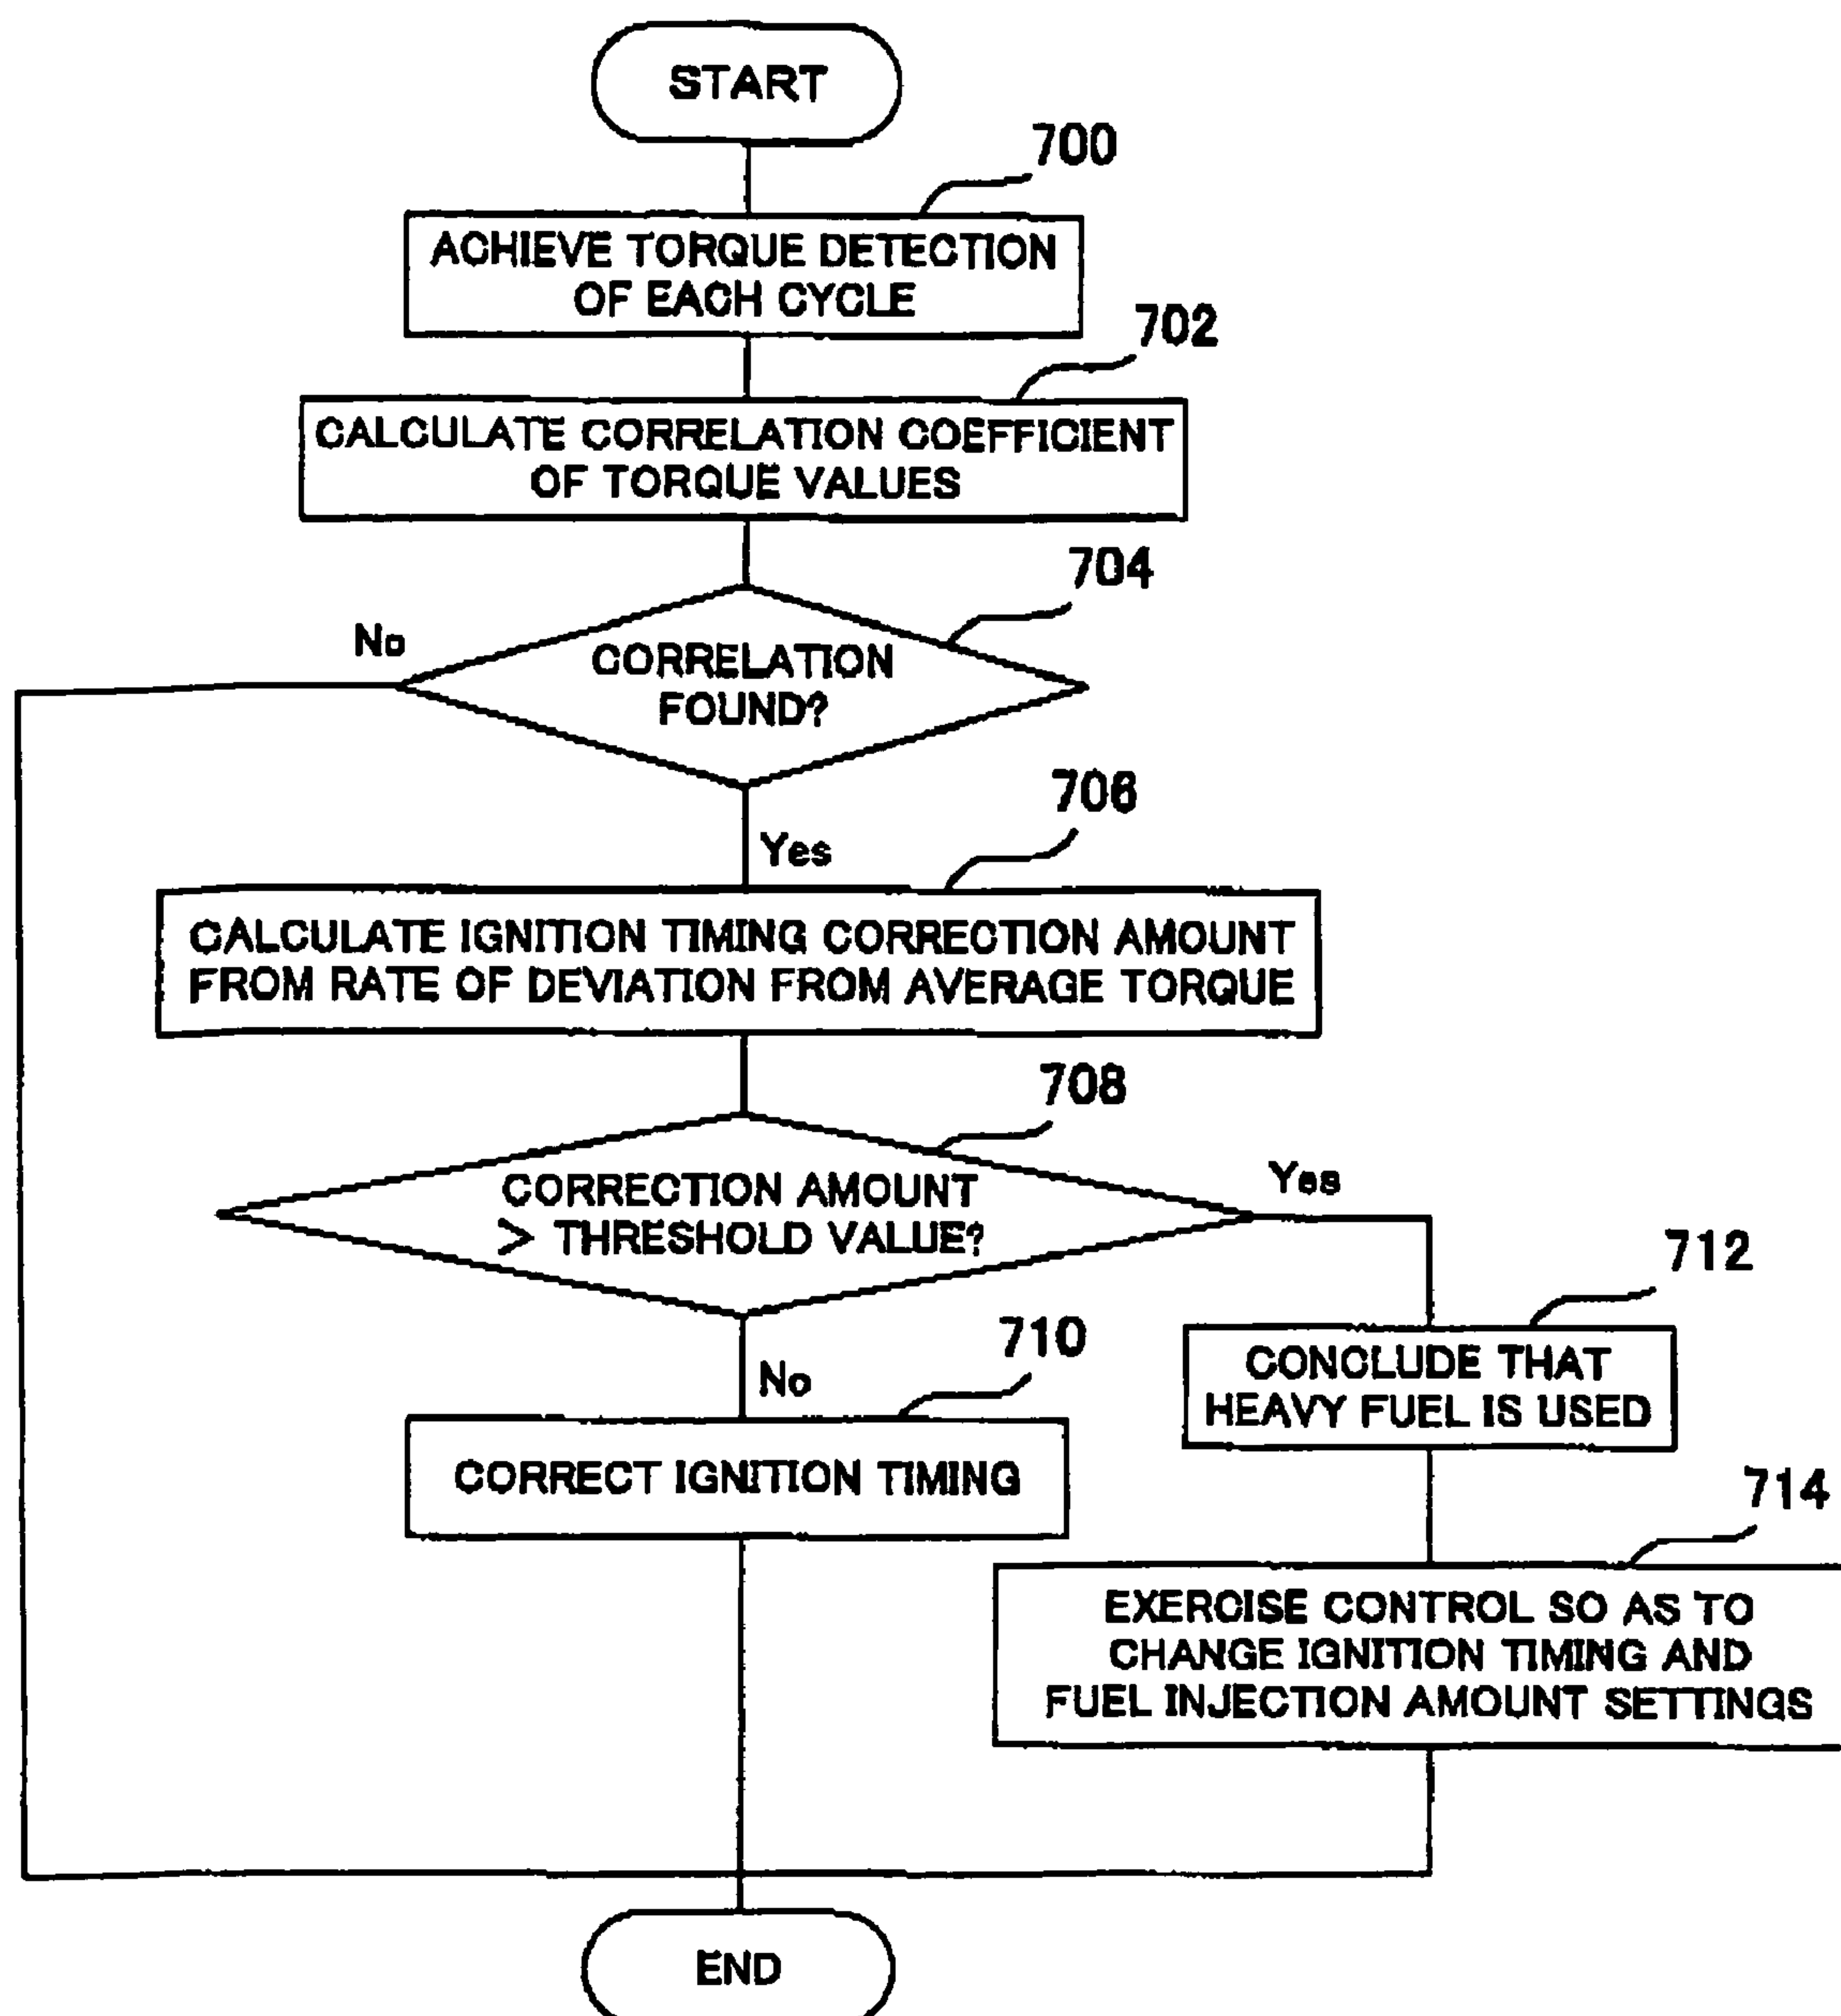 START
700
ACHIEVE TORQUE DETECTION
OF EACH CYCLE
702
CALCULATE CORRELATION COEFFICIENT
OF TORQUE VALUES
704
No
CORRELATION
FOUND?
706
Yes
CALCULATE IGNITION TIMING CORRECTION AMOUNT
FROM RATE OF DEVIATION FROM AVERAGE TORQUE
708
CORRECTION AMOUNT
> THRESHOLD VALUE?
Yes
712
CONCLUDE THAT
HEAVY FUEL IS USED
No
710
CORRECT IGNITION TIMING
714
EXERCISE CONTROL SO AS TO
CHANGE IGNITION TIMING AND
FUEL INJECTION AMOUNT SETTINGS
END